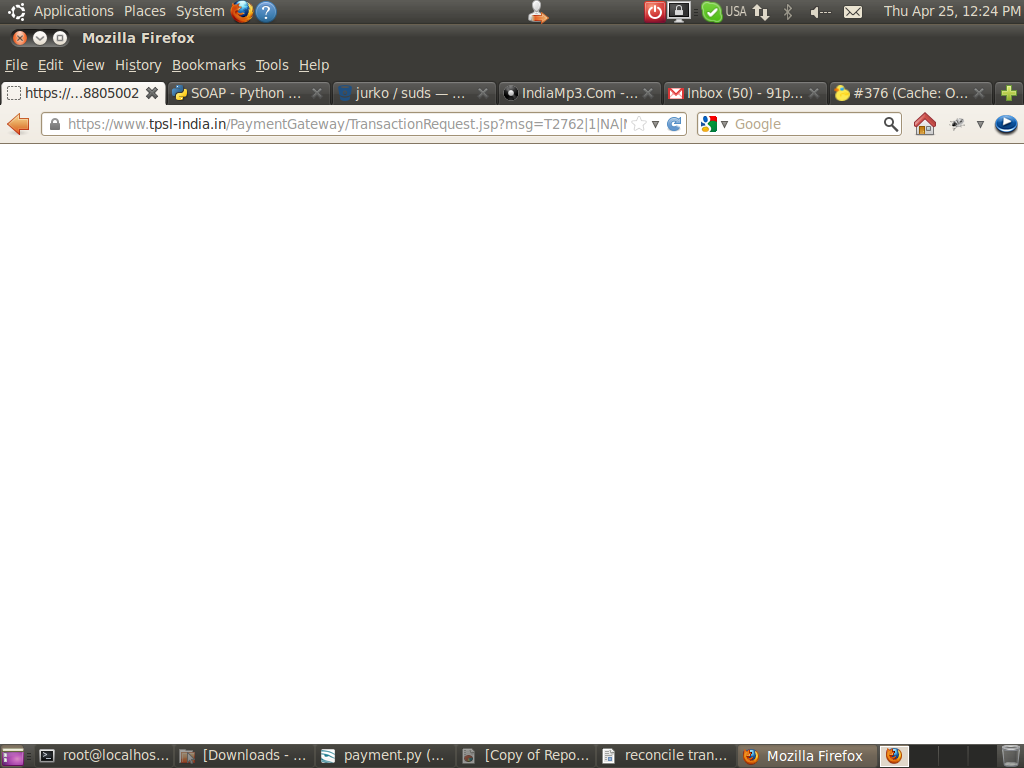 Applications Places System ? USA Thu Apr 25, 12:24 PM
Mozilla Firefox
File Edit View History Bookmarks Tools Help
https://...8805002 SOAP - Python ... jurko / suds — ... IndiaMp3.Com -... Inbox (50) - 91p... #376 (Cache: O...
https://www.tpsl-india.in/PaymentGateway/TransactionRequest.jsp?msg=T2762|1|NA| Google
root@localhos... [Downloads - ... payment.py (... [Copy of Repo... reconcile tran... Mozilla Firefox